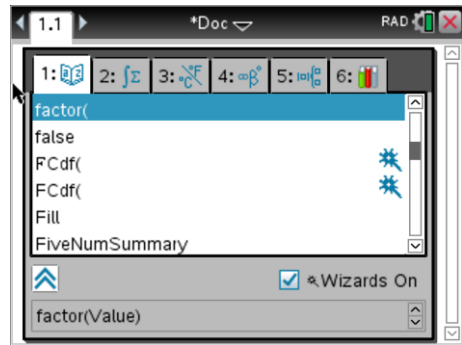 1.1 *Doc RAD
1: 2: ∫Σ 3: °C°F 4: ∞β° 5: 6:
factor(
false
FCdf(
FCdf(
Fill
FiveNumSummary
Wizards On
factor(Value)